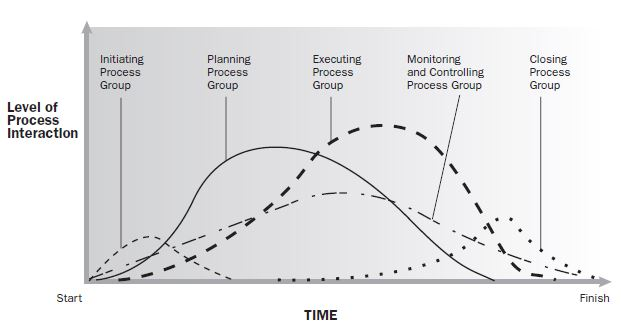 Initiating
Process
Group
Planning
Process
Group
Executing
Process
Group
Monitoring
and Controlling
Process Group
Closing
Process
Group
Level of
Process
Interaction
Start
Finish
TIME